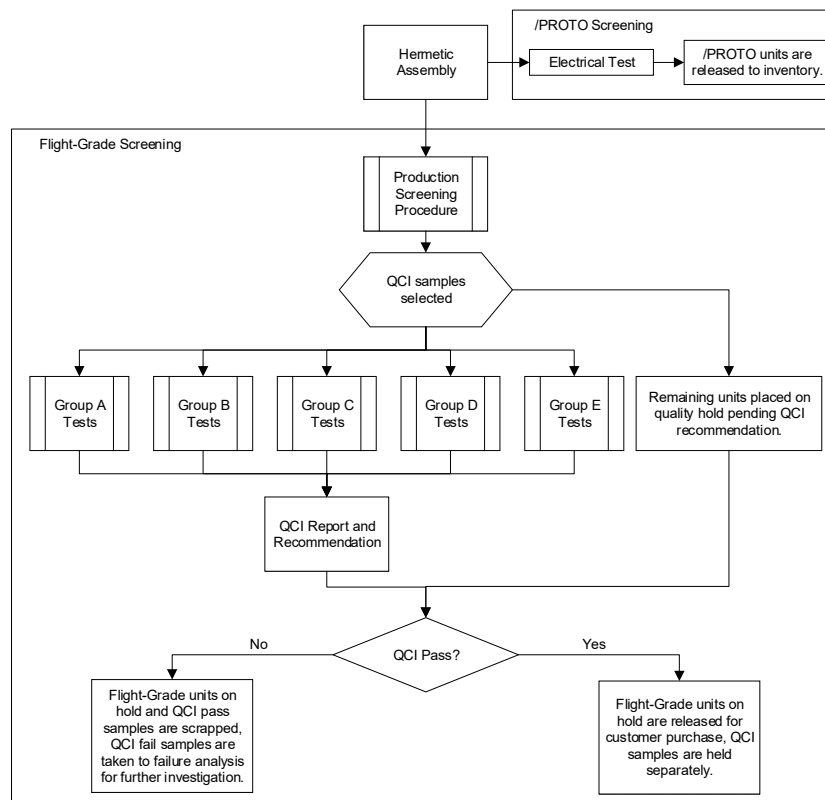 /PROTO Screening
Hermetic
Assembly
Electrical Test
/PROTO units are
released to inventory.
Flight-Grade Screening
Production
Screening
Procedure
QCI samples
selected
Group A
Tests
Group B
Tests
Group C
Tests
Group D
Tests
Group E
Tests
Remaining units placed on
quality hold pending QCI
recommendation.
QCI Report and
Recommendation
No
QCI Pass?
Yes
Flight-Grade units on
hold and QCI pass
samples are scrapped,
QCI fail samples are
taken to failure analysis
for further investigation.
Flight-Grade units on
hold are released for
customer purchase, QCI
samples are held
separately.